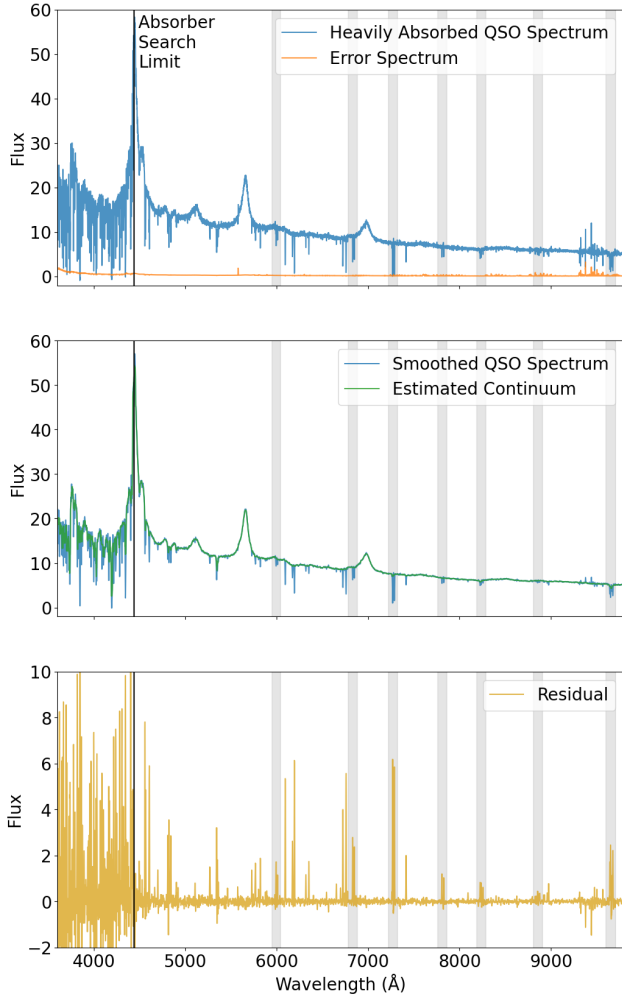 60
50
40
30
20
10
0
Flux
Absorber
Search
Limit
Heavily Absorbed QSO Spectrum
Error Spectrum
60
50
40
30
20
10
0
Flux
Smoothed QSO Spectrum
Estimated Continuum
10
8
6
4
2
0
−2
Flux
Residual
4000 5000 6000 7000 8000 9000
Wavelength (Å)